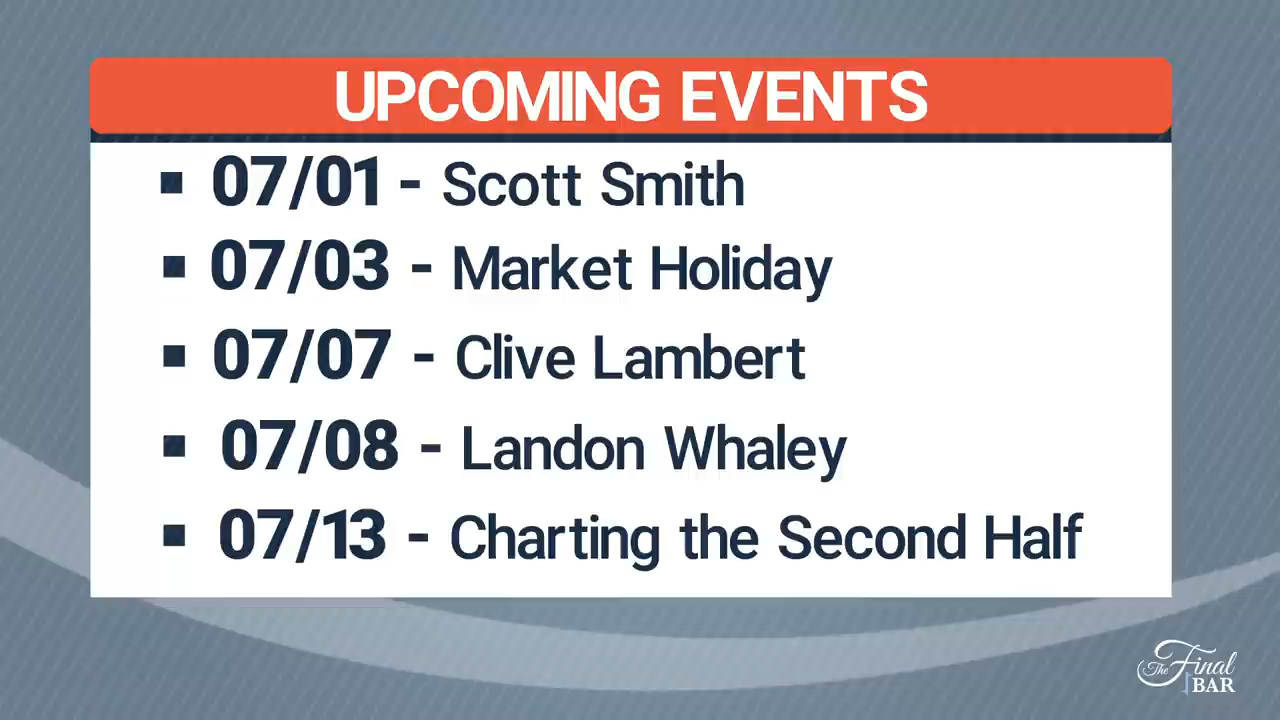 UPCOMING EVENTS
▪ 07/01 - Scott Smith
▪ 07/03 - Market Holiday
▪ 07/07 - Clive Lambert
▪ 07/08 - Landon Whaley
▪ 07/13 - Charting the Second Half
The Final
BAR